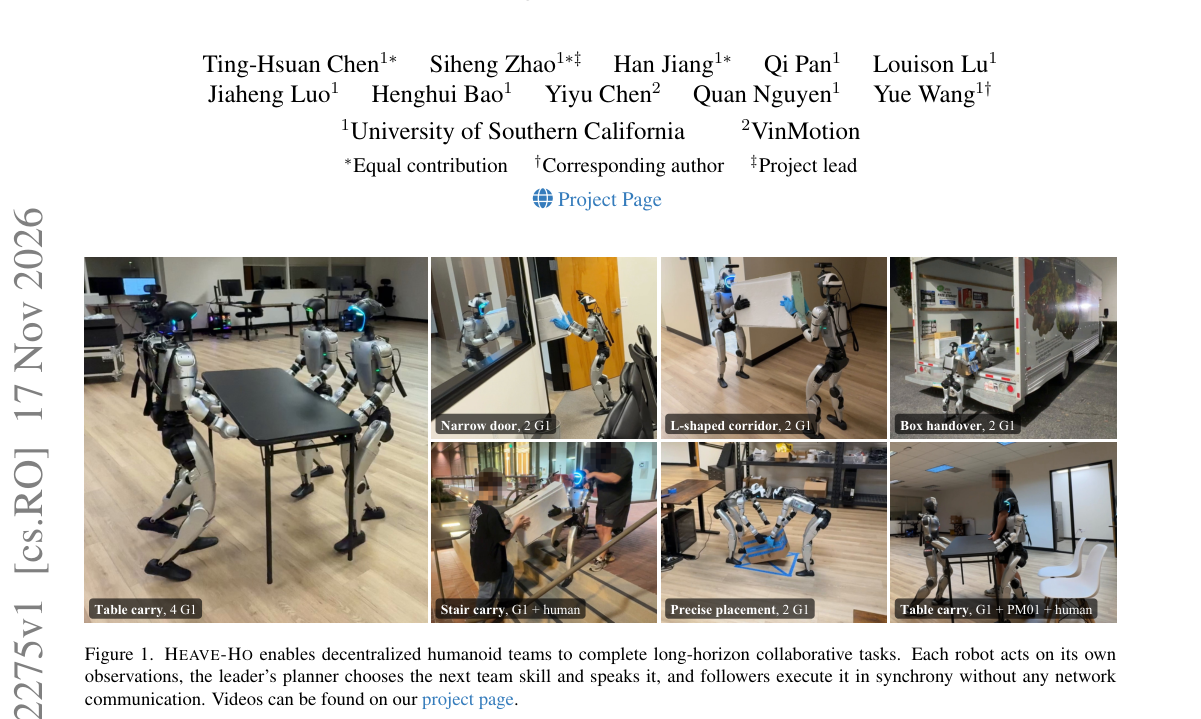 Ting-Hsuan Chen1* Siheng Zhao1*‡ Han Jiang1* Qi Pan1 Louison Lu1
Jiaheng Luo1 Henghui Bao1 Yiyu Chen2 Quan Nguyen1 Yue Wang1†
1University of Southern California 2VinMotion
*Equal contribution †Corresponding author ‡Project lead
Project Page
2275v1 [cs.RO] 17 Nov 2026
Table carry, 4 G1
Narrow door, 2 G1
L-shaped corridor, 2 G1
Box handover, 2 G1
Stair carry, G1 + human
Precise placement, 2 G1
Table carry, G1 + PM01 + human
Figure 1. HEAVE-HO enables decentralized humanoid teams to complete long-horizon collaborative tasks. Each robot acts on its own
observations, the leader's planner chooses the next team skill and speaks it, and followers execute it in synchrony without any network
communication. Videos can be found on our project page.